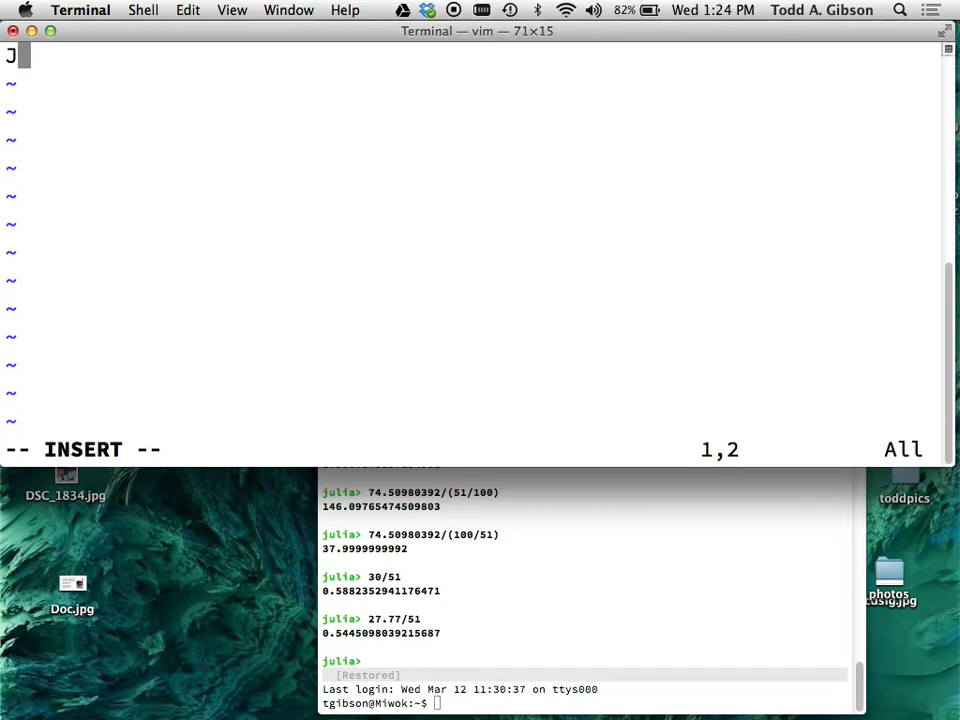 Terminal Shell Edit View Window Help 82% Wed 1:24 PM Todd A. Gibson
Terminal — vim — 71×15
J
~
~
~
~
~
~
~
~
~
~
~
~
~
-- INSERT -- 1,2 All
julia> 74.50980392/(51/100)
146.09765474509803
julia> 74.50980392/(100/51)
37.9999999992
julia> 30/51
0.5882352941176471
julia> 27.77/51
0.5445098039215687
julia>
[Restored]
Last login: Wed Mar 12 11:30:37 on ttys000
tgibson@Miwok:~$
DSC_1834.jpg
Doc.jpg
toddpics
photos